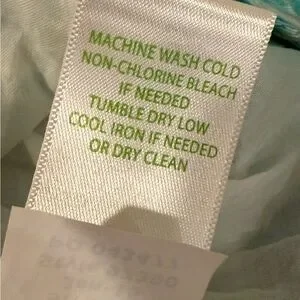 MACHINE WASH COLD
NON-CHLORINE BLEACH
IF NEEDED
TUMBLE DRY LOW
COOL IRON IF NEEDED
OR DRY CLEAN